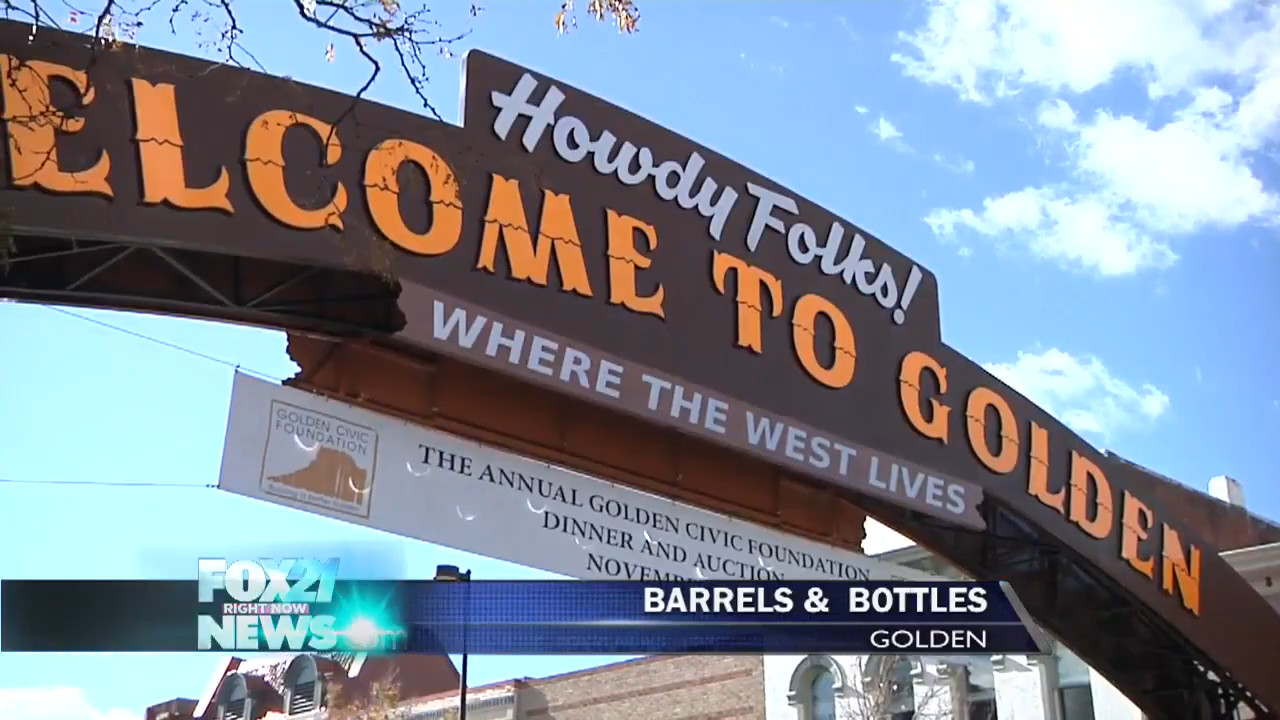 Howdy Folks!
ELCOME TO GOLDEN
WHERE THE WEST LIVES
GOLDEN CIVIC
FOUNDATION
THE ANNUAL GOLDEN CIVIC FOUNDATION
DINNER AND AUCTION
NOVEMB
FOX21
RIGHT NOW
NEWS
BARRELS & BOTTLES
GOLDEN